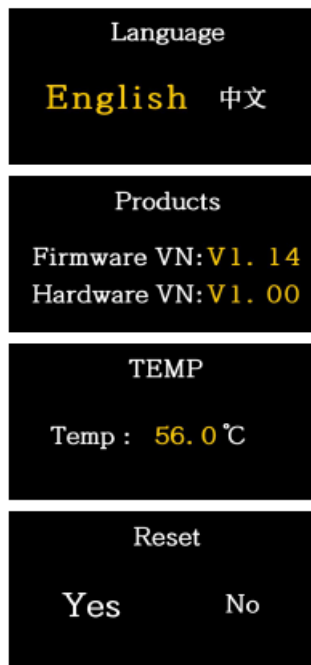 Language
English 中文
Products
Firmware VN:V1. 14
Hardware VN:V1. 00
TEMP
Temp : 56. 0℃
Reset
Yes No